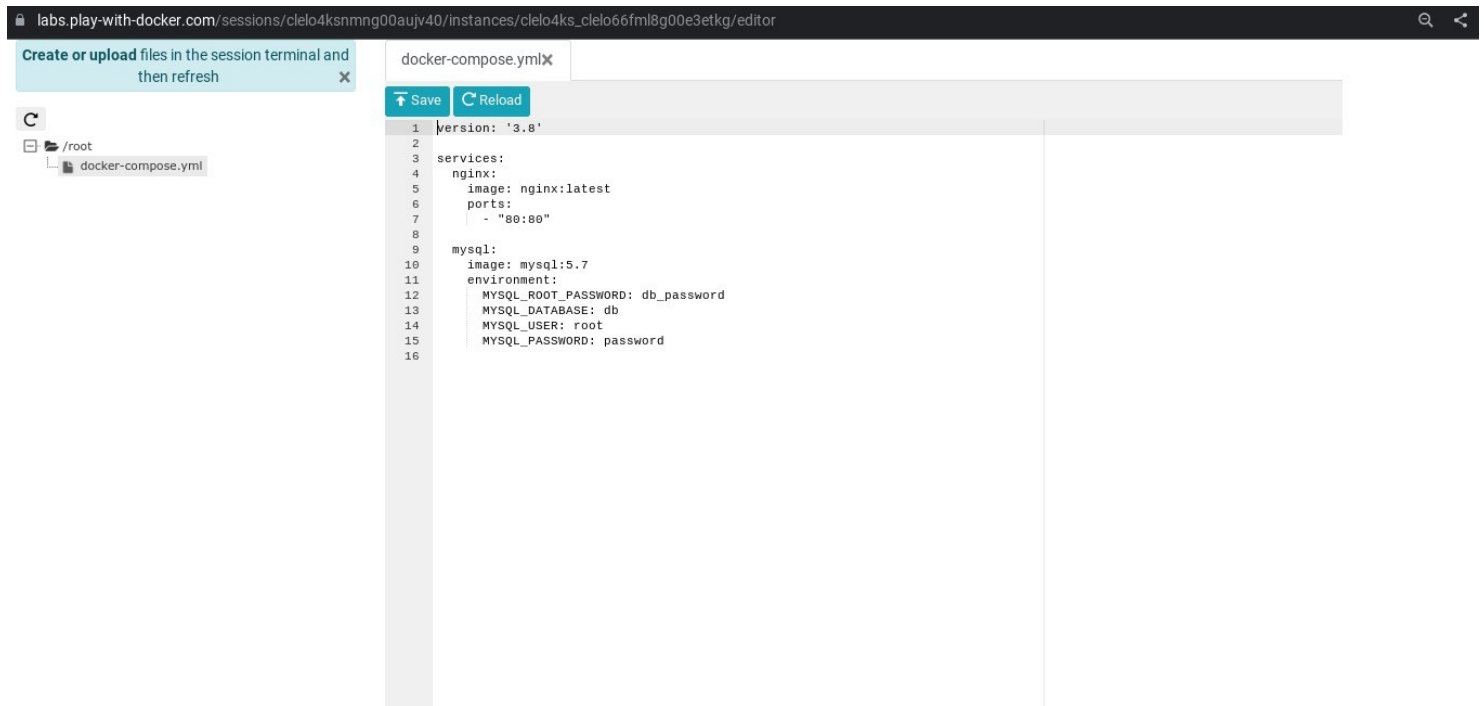 labs.play-with-docker.com/sessions/clelo4ksnmng00aujv40/instances/clelo4ks_clelo66fml8g00e3etkg/editor
Create or upload files in the session terminal and
then refresh
/root
docker-compose.yml
docker-compose.yml
Save Reload
1 version: '3.8'
2
3 services:
4 nginx:
5 image: nginx:latest
6 ports:
7 - "80:80"
8
9 mysql:
10 image: mysql:5.7
11 environment:
12 MYSQL_ROOT_PASSWORD: db_password
13 MYSQL_DATABASE: db
14 MYSQL_USER: root
15 MYSQL_PASSWORD: password
16